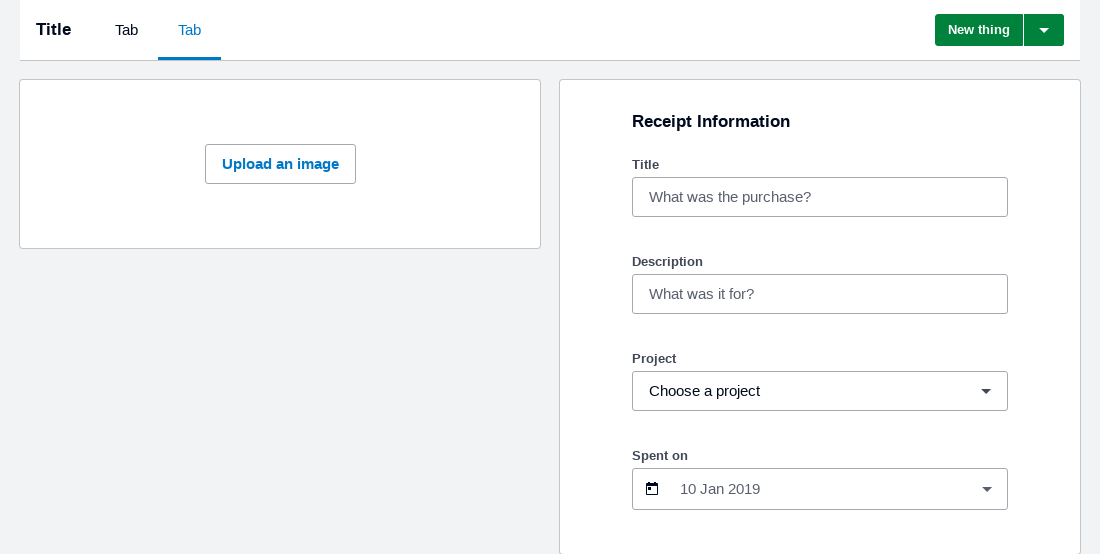 Title
Tab
Tab
New thing
Upload an image
Receipt Information
Title
What was the purchase?
Description
What was it for?
Project
Choose a project
Spent on
10 Jan 2019